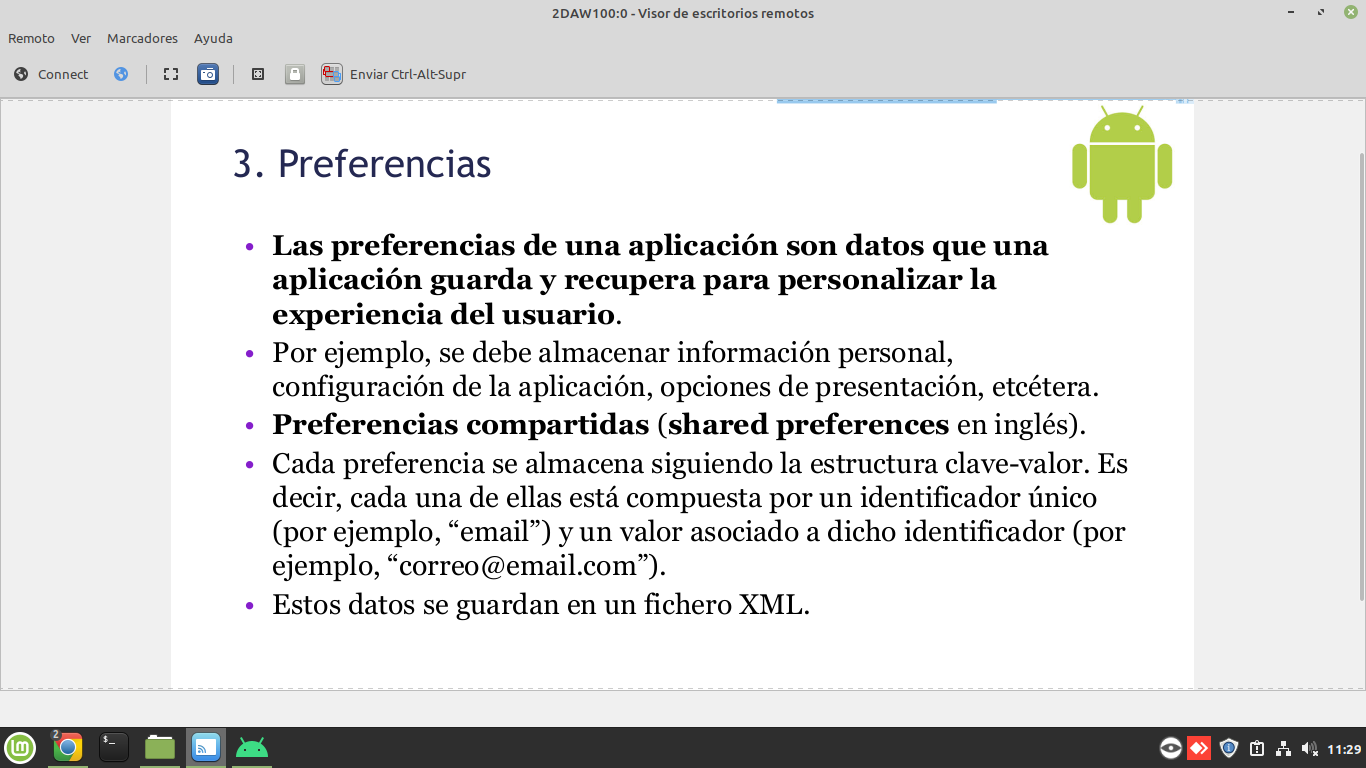 2DAW100:0 - Visor de escritorios remotos
Remoto Ver Marcadores Ayuda
Connect Enviar Ctrl-Alt-Supr
3. Preferencias
• Las preferencias de una aplicación son datos que una
aplicación guarda y recupera para personalizar la
experiencia del usuario.
• Por ejemplo, se debe almacenar información personal,
configuración de la aplicación, opciones de presentación, etcétera.
• Preferencias compartidas (shared preferences en inglés).
• Cada preferencia se almacena siguiendo la estructura clave-valor. Es
decir, cada una de ellas está compuesta por un identificador único
(por ejemplo, “email”) y un valor asociado a dicho identificador (por
ejemplo, “correo@email.com”).
• Estos datos se guardan en un fichero XML.
2
$_
11:29